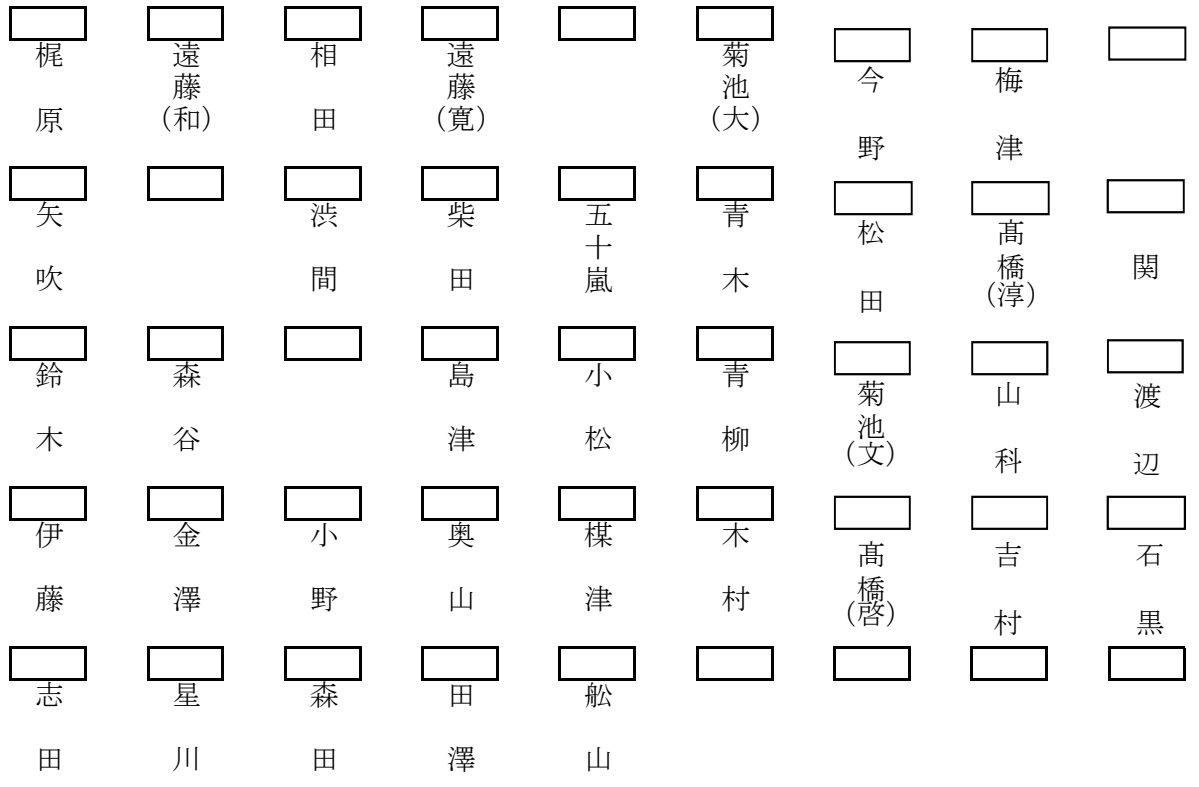 梶原
遠藤(和)
相田
遠藤(寛)
菊池(大)
今野
梅津
矢吹
渋間
柴田
五十嵐
青木
松田
髙橋(淳)
関
鈴木
森谷
島津
小松
青柳
菊池(文)
山科
渡辺
伊藤
金澤
小野
奥山
楳津
木村
髙橋(啓)
吉村
石黒
志田
星川
森田
田澤
舩山